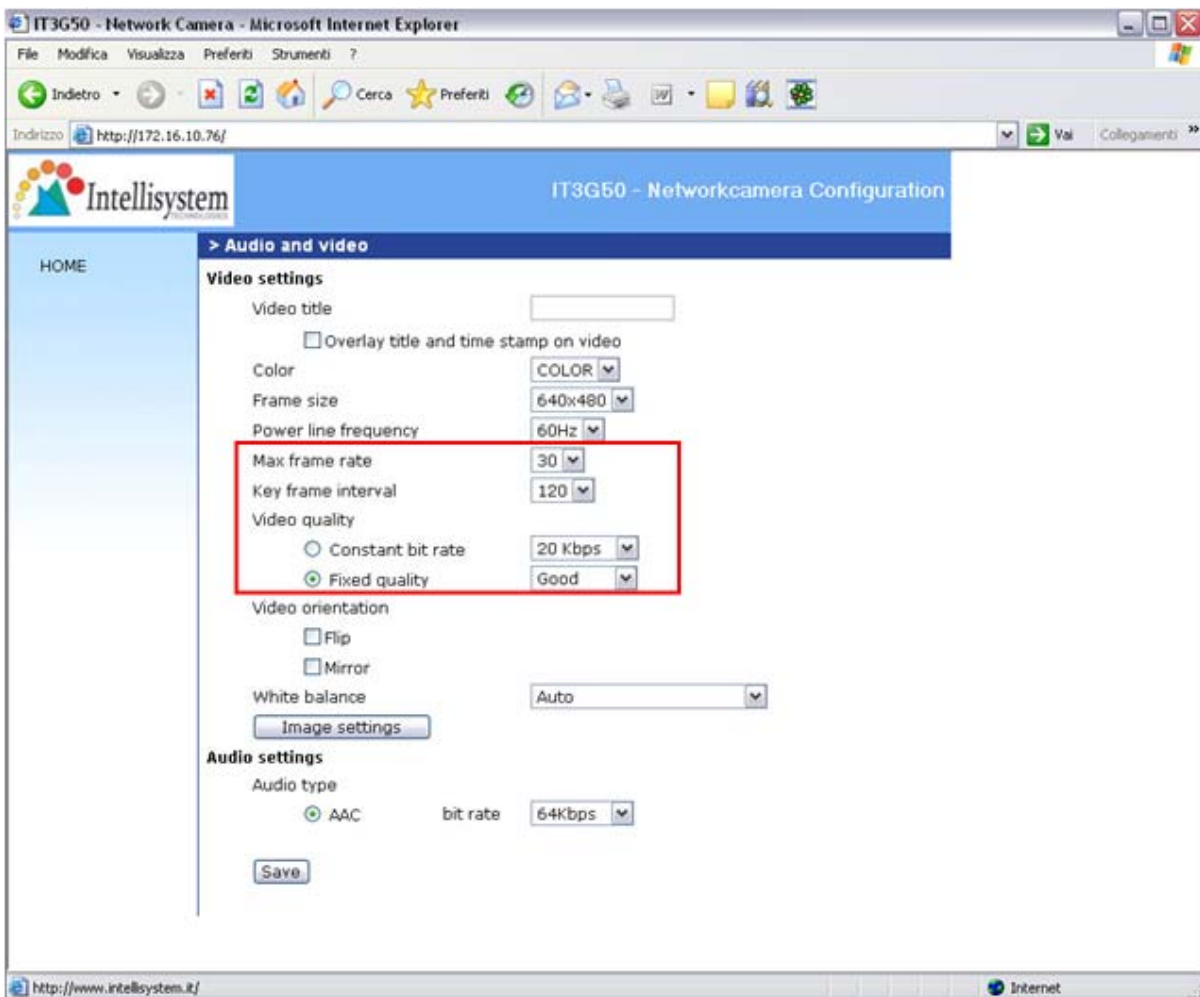 IT3G50 - Network Camera - Microsoft Internet Explorer
File Modifica Visualizza Preferiti Strumenti ?
Indietro Cerca Preferiti
Indirizzo http://172.16.10.76/ Vai Collegamenti »
Intellisystem
TECHNOLOGIES
IT3G50 - Networkcamera Configuration
HOME
> Audio and video
Video settings
Video title
Overlay title and time stamp on video
Color COLOR
Frame size 640x480
Power line frequency 60Hz
Max frame rate 30
Key frame interval 120
Video quality
Constant bit rate 20 Kbps
Fixed quality Good
Video orientation
Flip
Mirror
White balance Auto
Image settings
Audio settings
Audio type
AAC bit rate 64Kbps
Save
http://www.intellisystem.it/ Internet